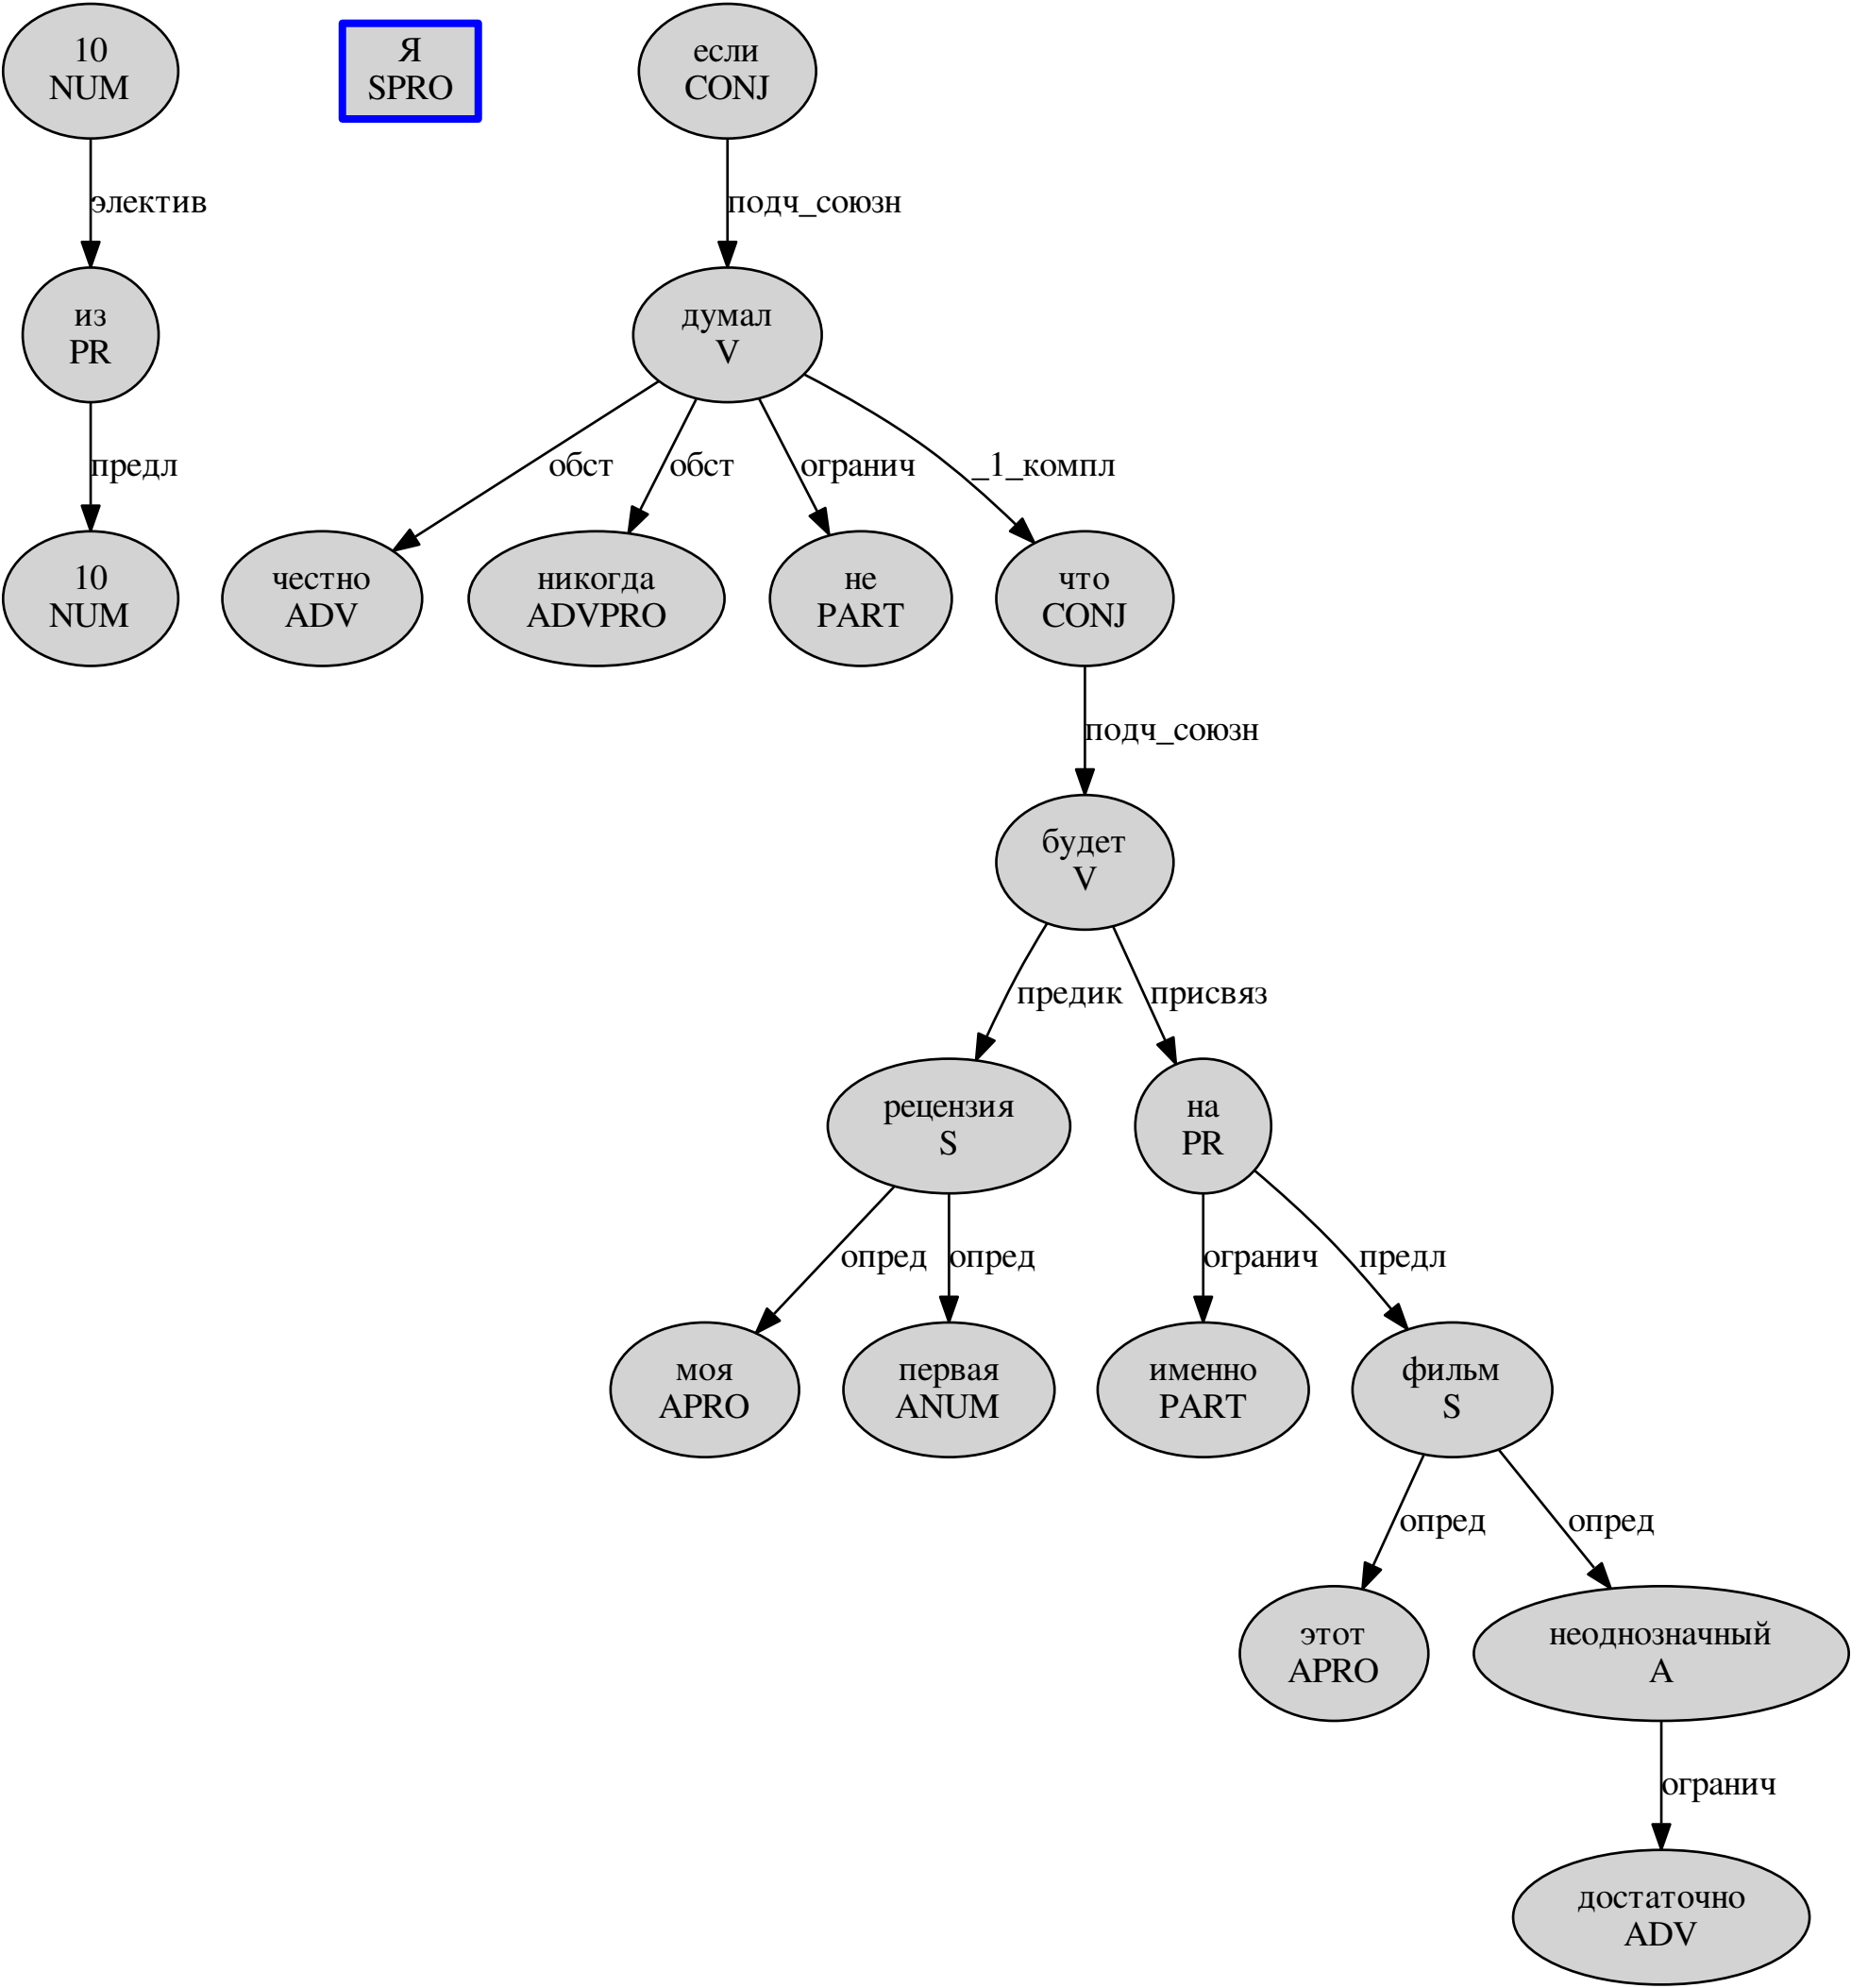 10
NUM
Я
SPRO
если
CONJ
электив
подч_союзн
из
PR
думал
V
предл
обст
обст
огранич
_1_компл
10
NUM
честно
ADV
никогда
ADVPRO
не
PART
что
CONJ
подч_союзн
будет
V
предик
присвяз
рецензия
S
на
PR
опред
опред
огранич
предл
моя
APRO
первая
ANUM
именно
PART
фильм
S
опред
опред
этот
APRO
неоднозначный
A
огранич
достаточно
ADV